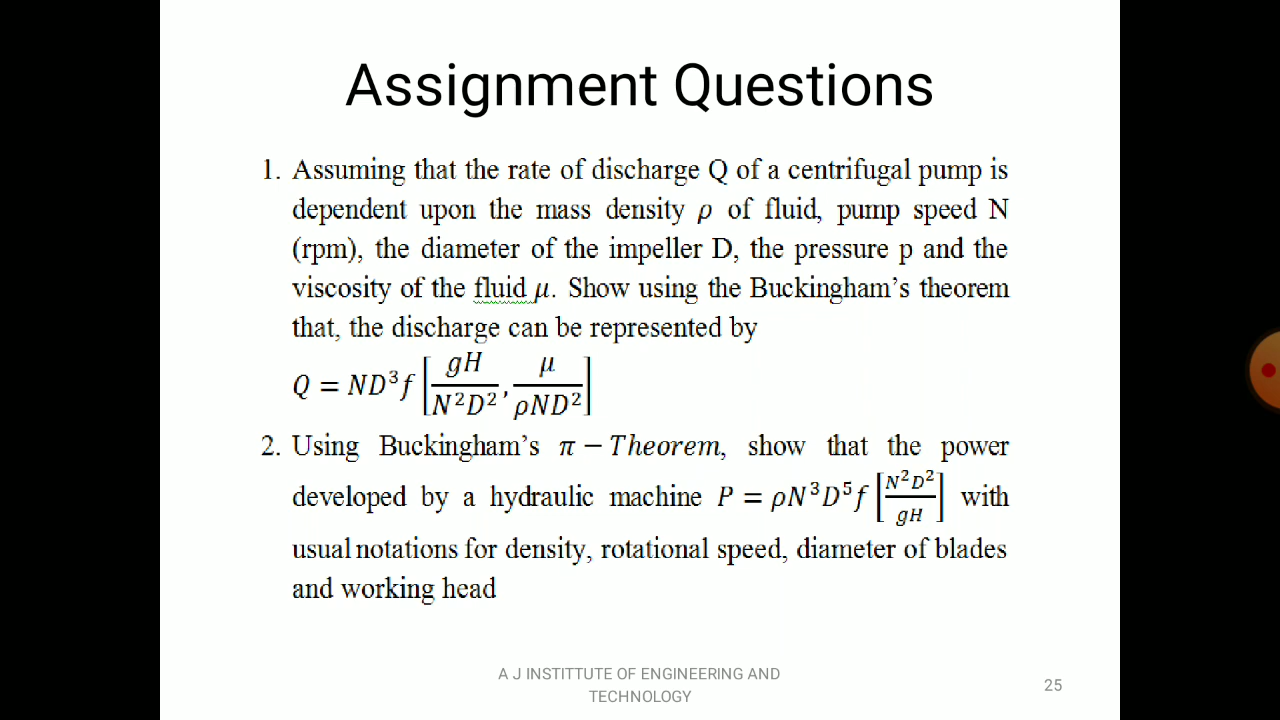 Assignment Questions
1. Assuming that the rate of discharge Q of a centrifugal pump is
dependent upon the mass density ρ of fluid, pump speed N
(rpm), the diameter of the impeller D, the pressure p and the
viscosity of the fluid μ. Show using the Buckingham's theorem
that, the discharge can be represented by
Q = ND³f [gH/N²D², μ/ρND²]
2. Using Buckingham's π − Theorem, show that the power
developed by a hydraulic machine P = ρN³D⁵f [N²D²/gH] with
usual notations for density, rotational speed, diameter of blades
and working head
A J INSTITTUTE OF ENGINEERING AND
TECHNOLOGY
25